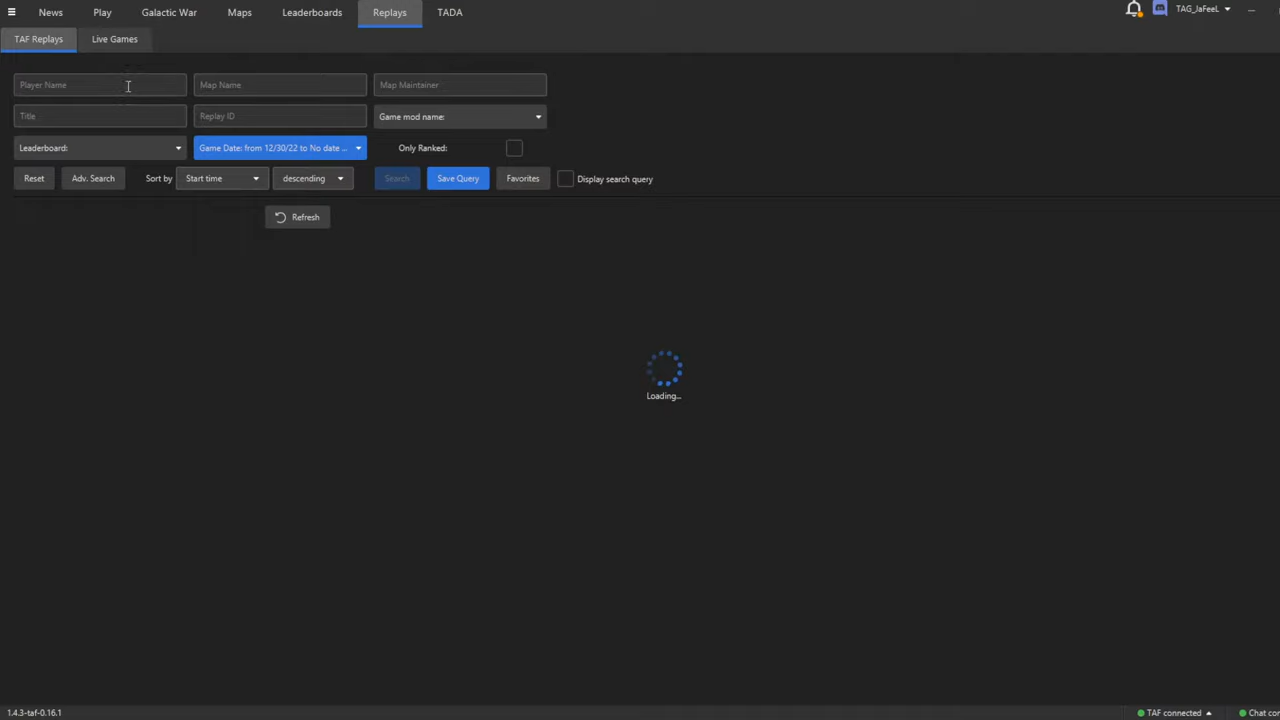 News Play Galactic War Maps Leaderboards Replays TADA TAG_JaFeeL
TAF Replays Live Games
Player Name Map Name Map Maintainer
Title Replay ID Game mod name:
Leaderboard: Game Date: from 12/30/22 to No date ... Only Ranked:
Reset Adv. Search Sort by Start time descending Search Save Query Favorites Display search query
Refresh
Loading...
1.4.3-taf-0.16.1 TAF connected Chat con